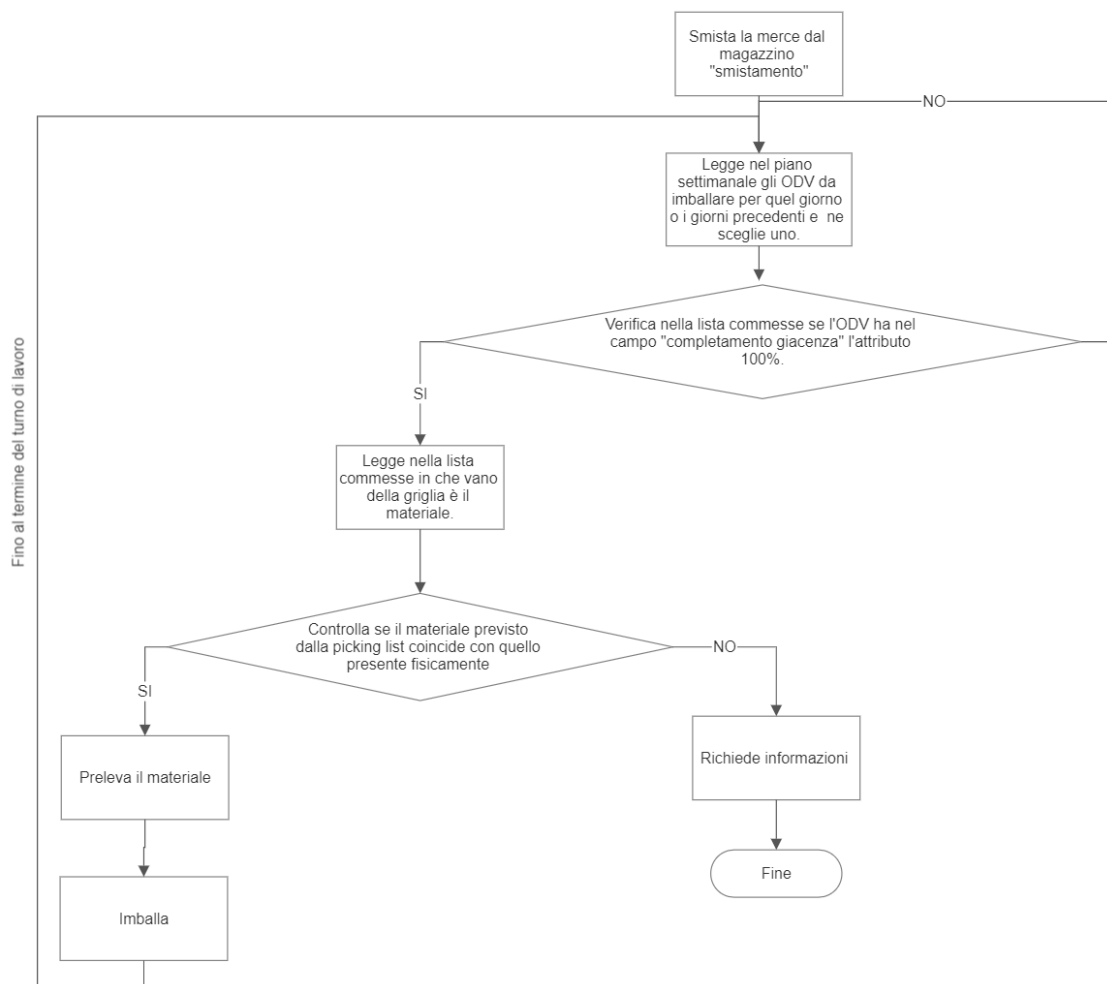 Smista la merce dal
magazzino
"smistamento"
NO
Legge nel piano
settimanale gli ODV da
imballare per quel giorno
o i giorni precedenti e ne
sceglie uno.
Verifica nella lista commesse se l'ODV ha nel
campo "completamento giacenza" l'attributo
100%.
SI
Fino al termine del turno di lavoro
Legge nella lista
commesse in che vano
della griglia è il
materiale.
Controlla se il materiale previsto
dalla picking list coincide con quello
presente fisicamente
NO
SI
Preleva il materiale
Richiede informazioni
Fine
Imballa